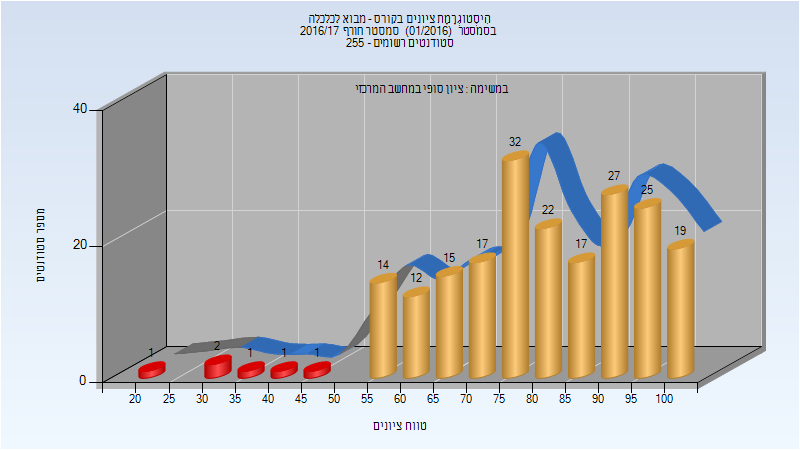 היסטוגרמת ציונים בקורס - מבוא לכלכלה
בסמסטר (01/2016) סמסטר חורף 2016/17
סטודנטים רשומים - 255
במשימה : ציון סופי במחשב המרכזי
מספר סטודנטים
40
20
0
1
2
1
1
1
14
12
15
17
32
22
17
27
25
19
20 25 30 35 40 45 50 55 60 65 70 75 80 85 90 95 100
טווח ציונים